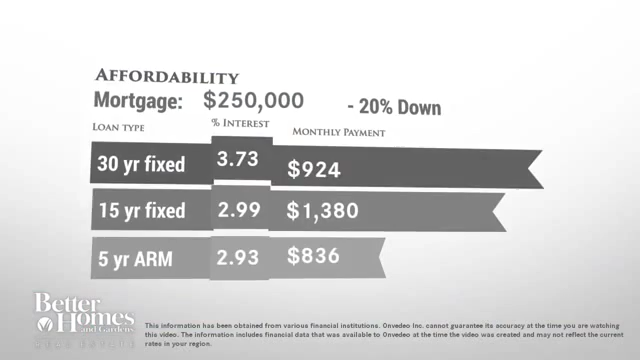 AFFORDABILITY
Mortgage: $250,000 - 20% Down
LOAN TYPE % INTEREST MONTHLY PAYMENT
30 yr fixed 3.73 $924
15 yr fixed 2.99 $1,380
5 yr ARM 2.93 $836
Better
Homes
and Gardens
REAL ESTATE
This information has been obtained from various financial institutions. Onvedeo Inc. cannot guarantee its accuracy at the time you are watching
this video. The information includes financial data that was available to Onvedeo at the time the video was created and may not reflect the current
rates in your region.